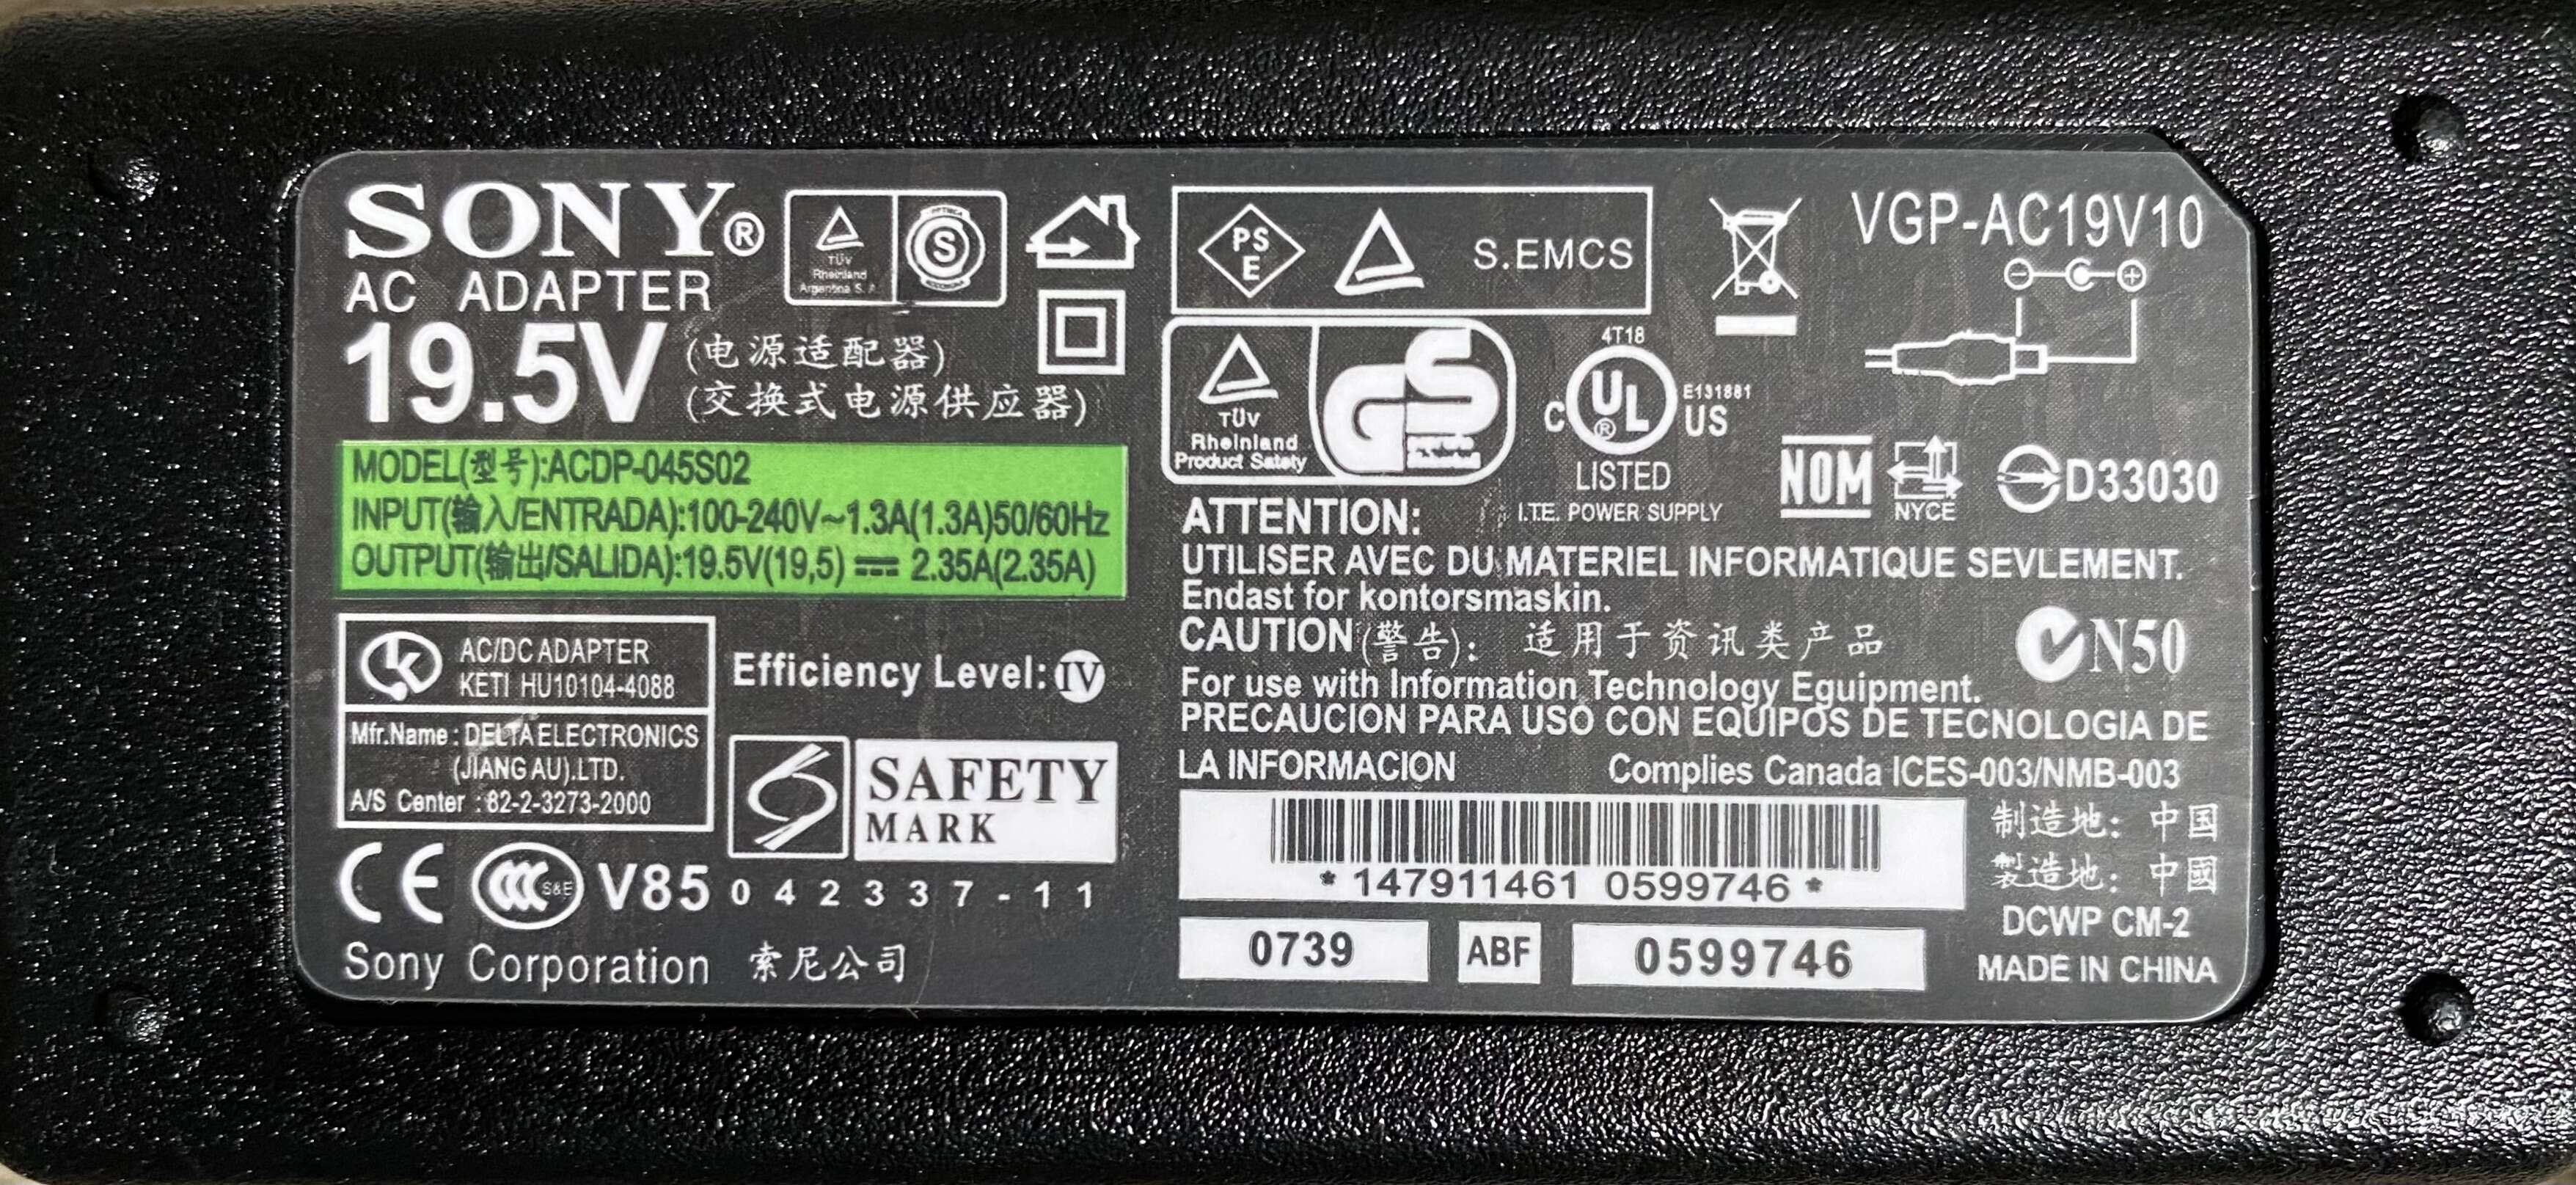 SONY®
AC ADAPTER
19.5V
(电源适配器)
(交换式电源供应器)
TÜV
Rheinland
Argentina S. A
S
MODEL(型号):ACDP-045S02
INPUT(输入/ENTRADA):100-240V~1.3A(1.3A)50/60Hz
OUTPUT(输出/SALIDA):19.5V(19,5) ⎓ 2.35A(2.35A)
AC/DC ADAPTER
KETI HU10104-4088
Mfr.Name : DELTA ELECTRONICS
(JIANG AU).LTD.
A/S Center : 82-2-3273-2000
Efficiency Level: IV
SAFETY
MARK
CE CCC S&E V85 042337-11
Sony Corporation 索尼公司
PS
E
S.EMCS
VGP-AC19V10
TÜV
Rheinland
Product Safety
GS
4T18
C UL® US
E131881
LISTED
I.T.E. POWER SUPPLY
NOM
NYCE
D33030
ATTENTION:
UTILISER AVEC DU MATERIEL INFORMATIQUE SEVLEMENT.
Endast for kontorsmaskin.
CAUTION(警告): 适用于资讯类产品
N50
For use with Information Technology Eguipment.
PRECAUCION PARA USO CON EQUIPOS DE TECNOLOGIA DE
LA INFORMACION
Complies Canada ICES-003/NMB-003
* 147911461 0599746 *
制造地: 中国
製造地: 中國
DCWP CM-2
0739
ABF
0599746
MADE IN CHINA